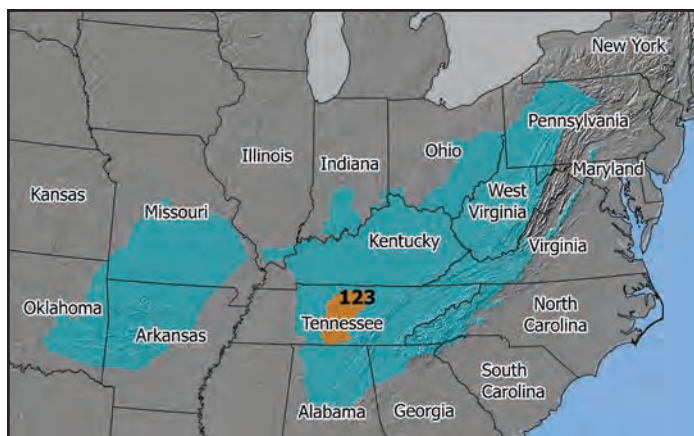 New York
Pennsylvania
Ohio
Illinois
Indiana
Maryland
Kansas
Missouri
West
Virginia
Kentucky
Virginia
123
Oklahoma
Tennessee
North
Carolina
Arkansas
South
Carolina
Alabama
Georgia